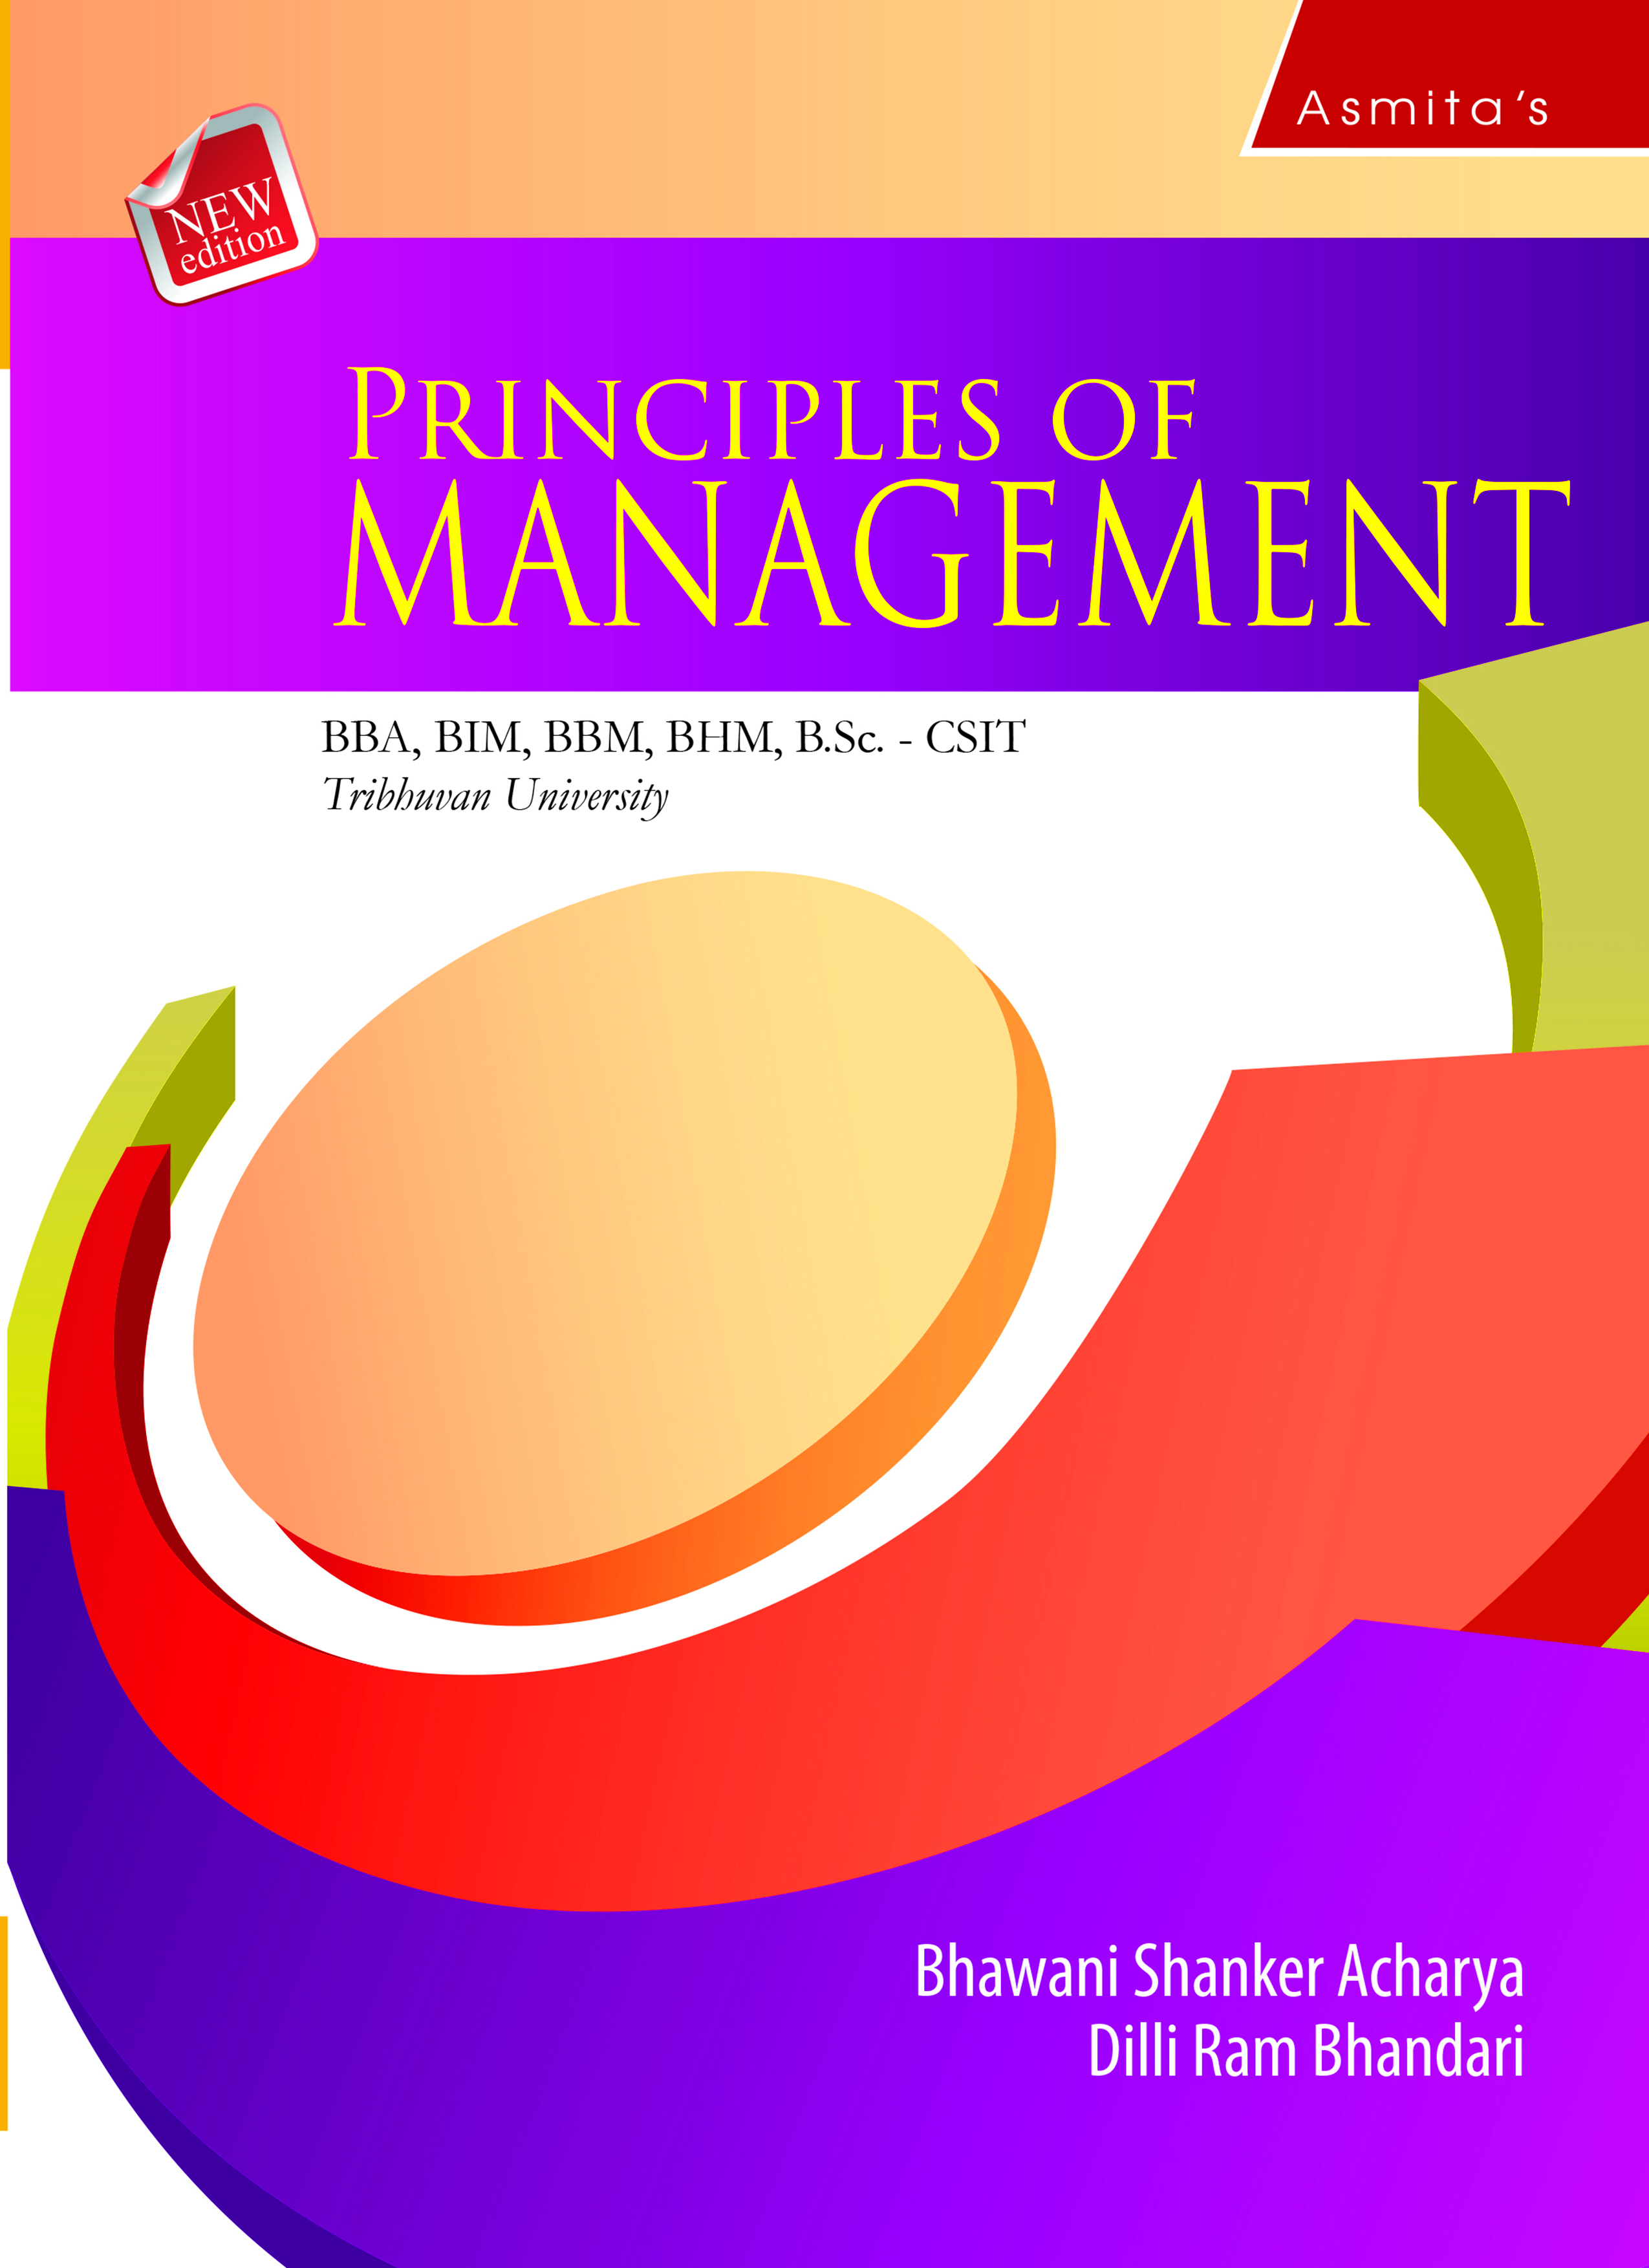 Asmita‘s
NEW
edition
PRINCIPLES OF
MANAGEMENT
BBA, BIM, BBM, BHM, B.Sc. - CSIT
Tribhuvan University
Bhawani Shanker Acharya
Dilli Ram Bhandari